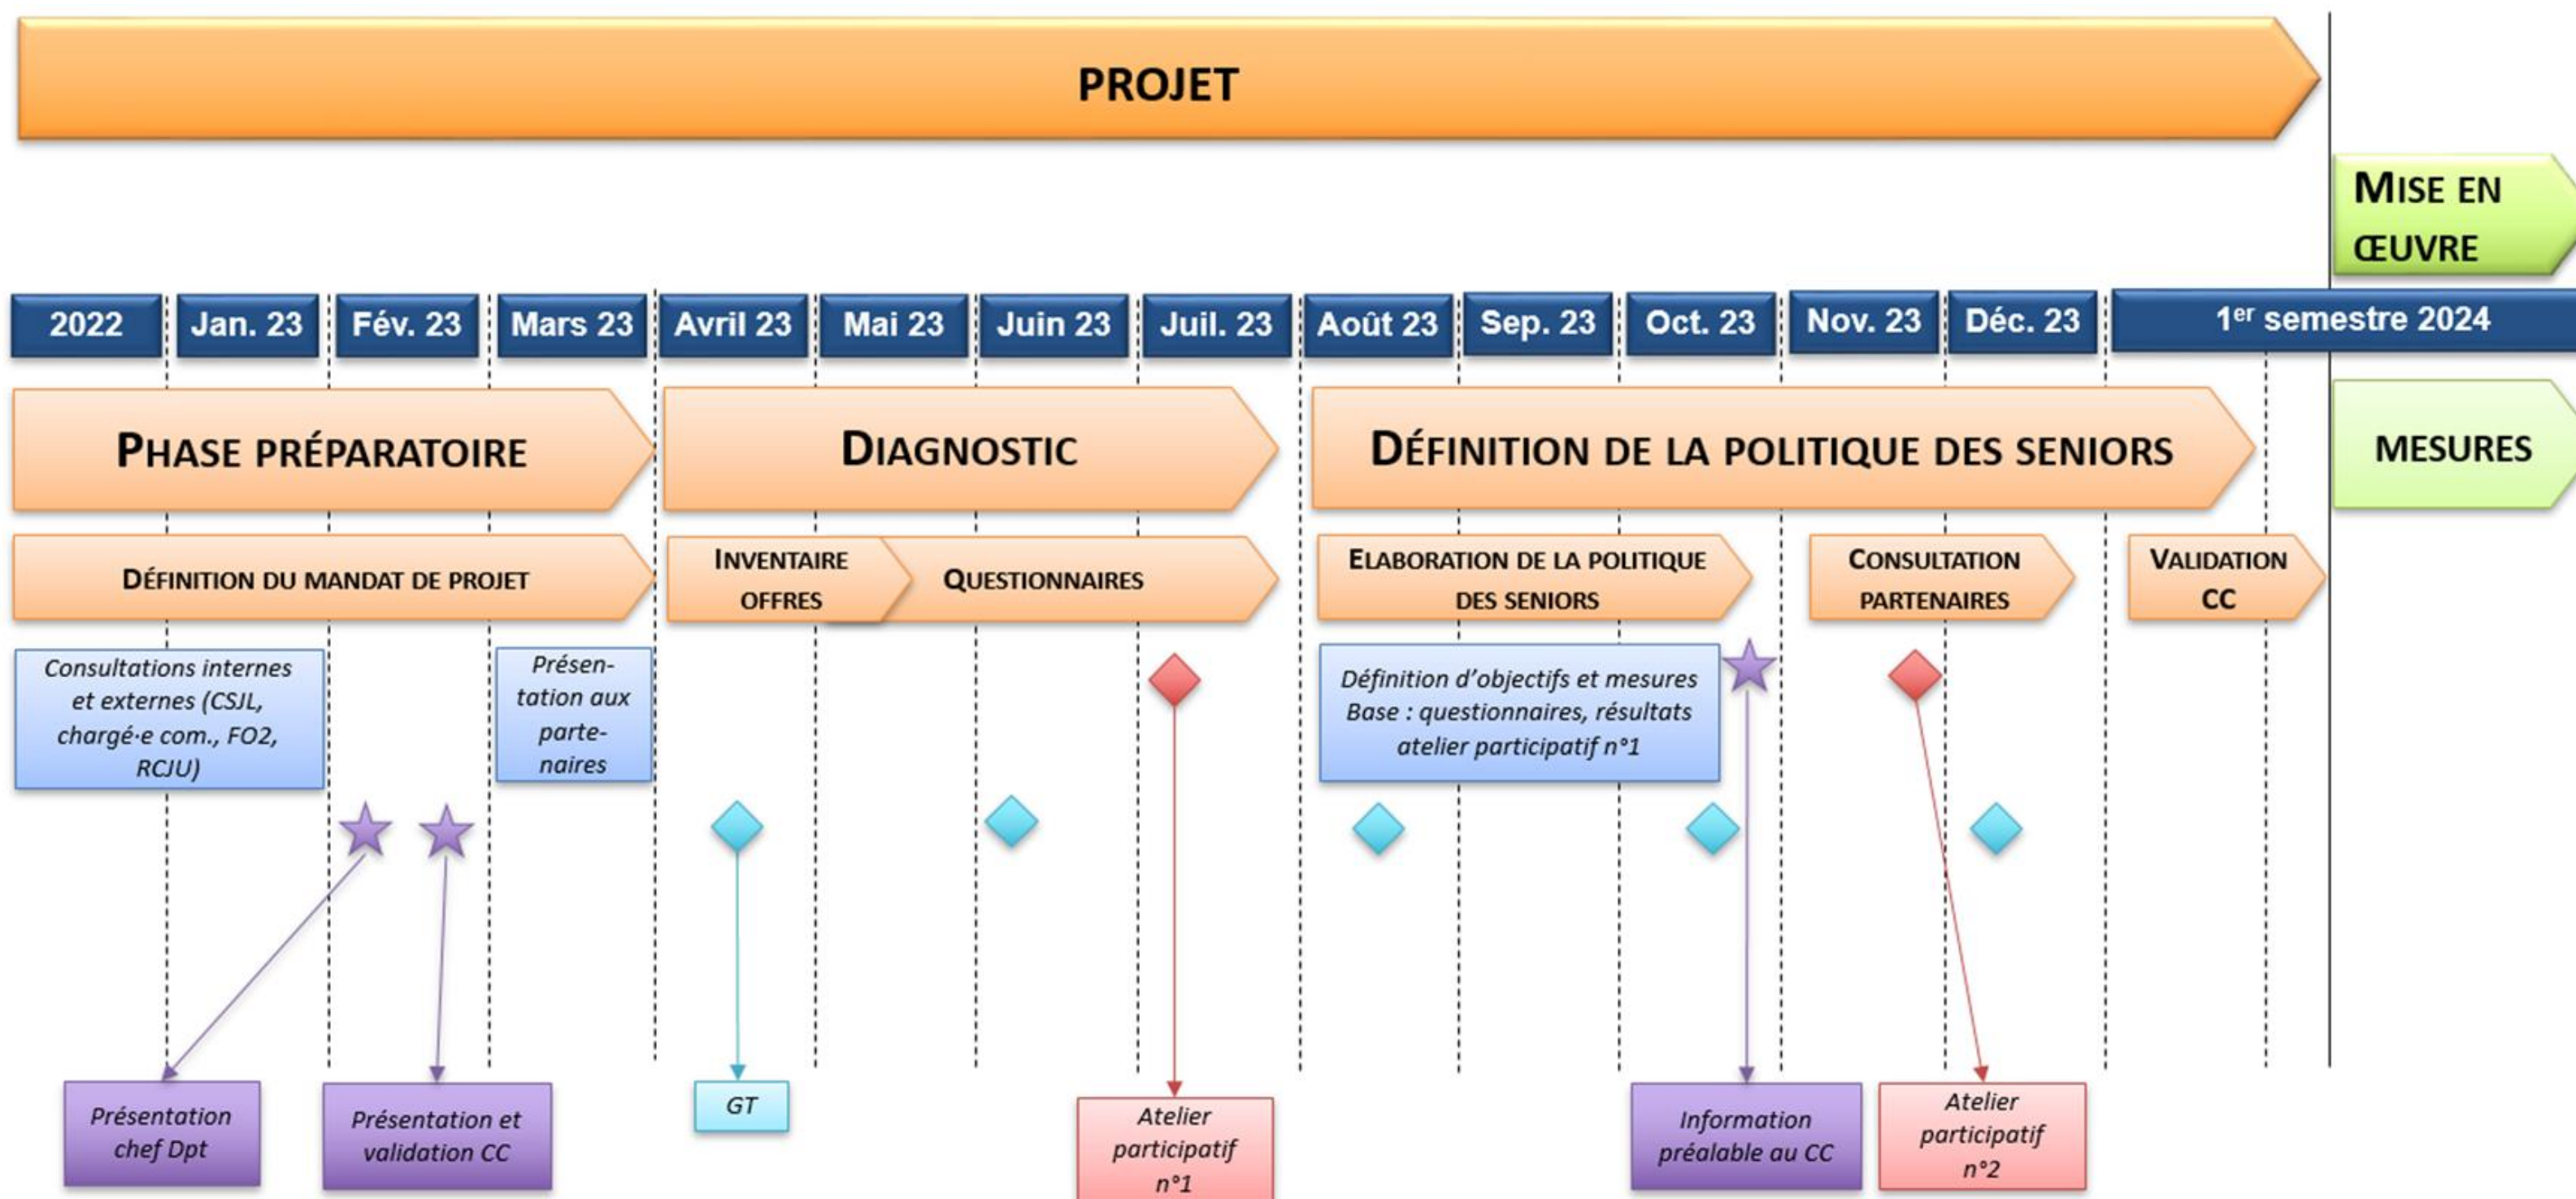 PROJET
MISE EN
ŒUVRE
2022
Jan. 23
Fév. 23
Mars 23
Avril 23
Mai 23
Juin 23
Juil. 23
Août 23
Sep. 23
Oct. 23
Nov. 23
Déc. 23
1er semestre 2024
PHASE PRÉPARATOIRE
DIAGNOSTIC
DÉFINITION DE LA POLITIQUE DES SENIORS
MESURES
DÉFINITION DU MANDAT DE PROJET
INVENTAIRE
OFFRES
QUESTIONNAIRES
ELABORATION DE LA POLITIQUE
DES SENIORS
CONSULTATION
PARTENAIRES
VALIDATION
CC
Consultations internes
et externes (CSJL,
chargé·e com., FO2,
RCJU)
Présen-
tation aux
parte-
naires
Définition d'objectifs et mesures
Base : questionnaires, résultats
atelier participatif n°1
Présentation
chef Dpt
Présentation et
validation CC
GT
Atelier
participatif
n°1
Information
préalable au CC
Atelier
participatif
n°2